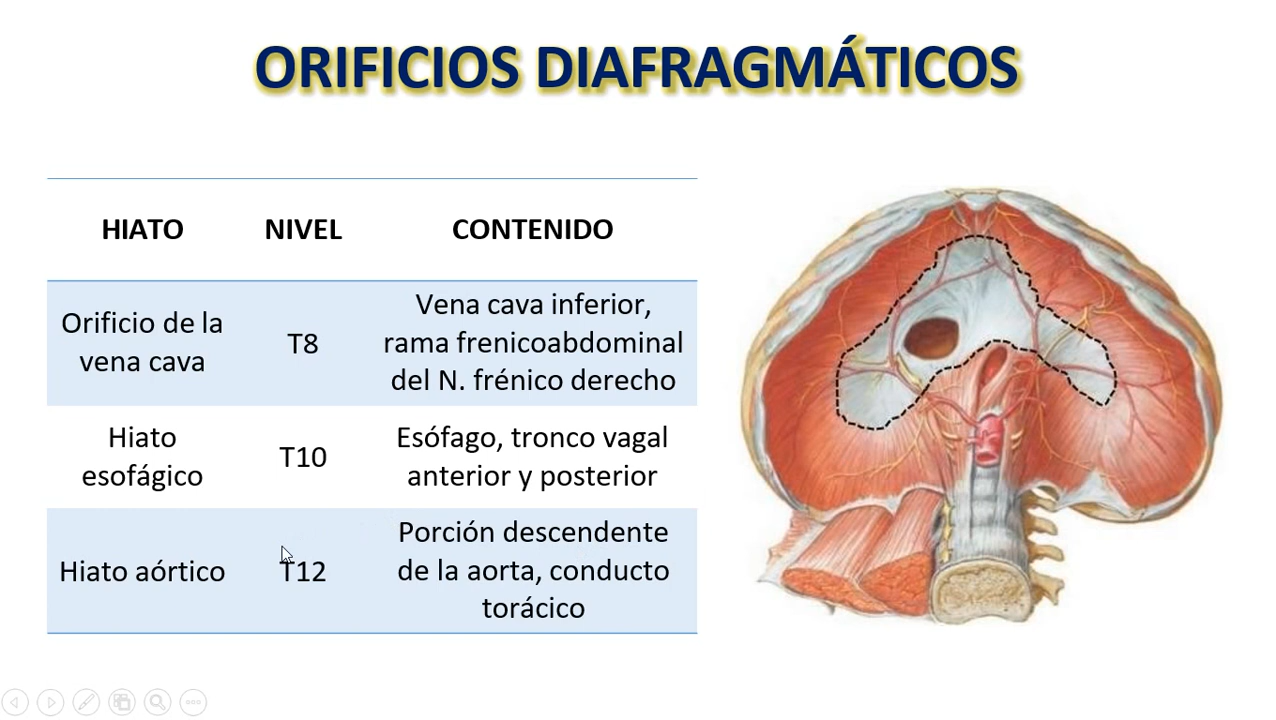 ORIFICIOS DIAFRAGMÁTICOS
HIATO NIVEL CONTENIDO
Orificio de la
vena cava
T8
Vena cava inferior,
rama frenicoabdominal
del N. frénico derecho
Hiato
esofágico
T10
Esófago, tronco vagal
anterior y posterior
Hiato aórtico
T12
Porción descendente
de la aorta, conducto
torácico